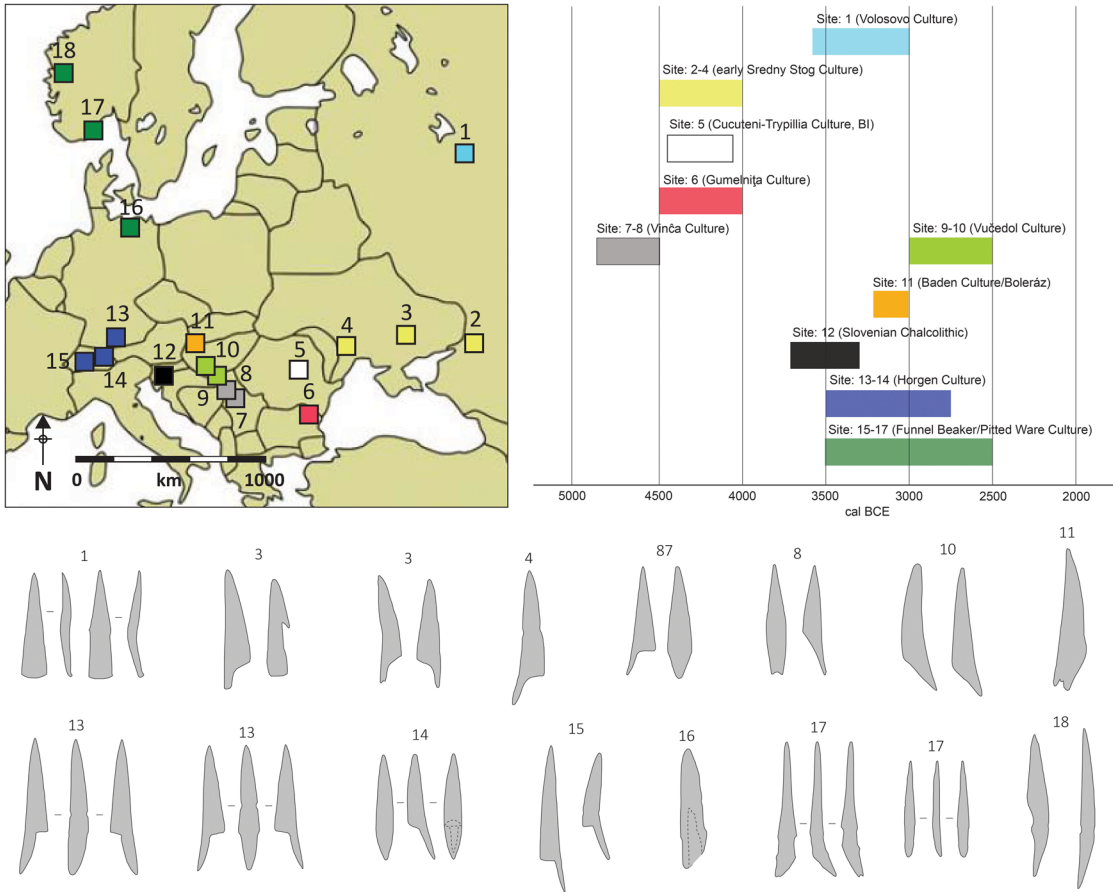 18
17
1
16
13
11
3
4
2
15
12
10
5
14
8
9
6
7
N
0 km 1000
Site: 1 (Volosovo Culture)
Site: 2-4 (early Sredny Stog Culture)
Site: 5 (Cucuteni-Trypillia Culture, BI)
Site: 6 (Gumelniţa Culture)
Site: 7-8 (Vinča Culture)
Site: 9-10 (Vučedol Culture)
Site: 11 (Baden Culture/Boleráz)
Site: 12 (Slovenian Chalcolithic)
Site: 13-14 (Horgen Culture)
Site: 15-17 (Funnel Beaker/Pitted Ware Culture)
5000 4500 4000 3500 3000 2500 2000
cal BCE
1 3 3 4 87 8 10 11
13 13 14 15 16 17 17 18